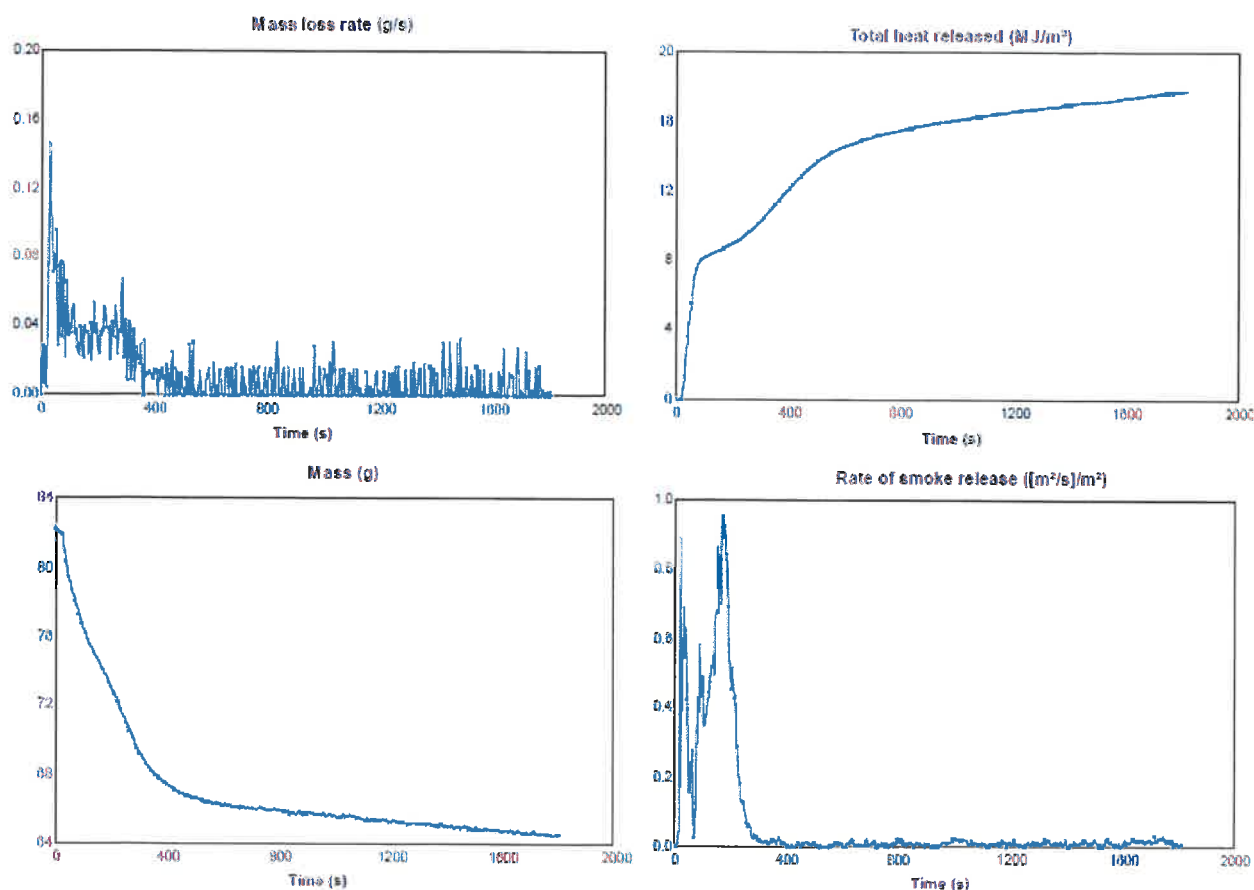 Mass loss rate (g/s)
0.20
0.16
0.12
0.08
0.04
0.00
0 400 800 1200 1600 2000
Time (s)
Total heat released (MJ/m²)
20
16
12
8
4
0
0 400 800 1200 1600 2000
Time (s)
Mass (g)
84
80
76
72
68
64
0 400 800 1200 1600 2000
Time (s)
Rate of smoke release ([m²/s]/m²)
1.0
0.8
0.6
0.4
0.2
0.0
0 400 800 1200 1600 2000
Time (s)